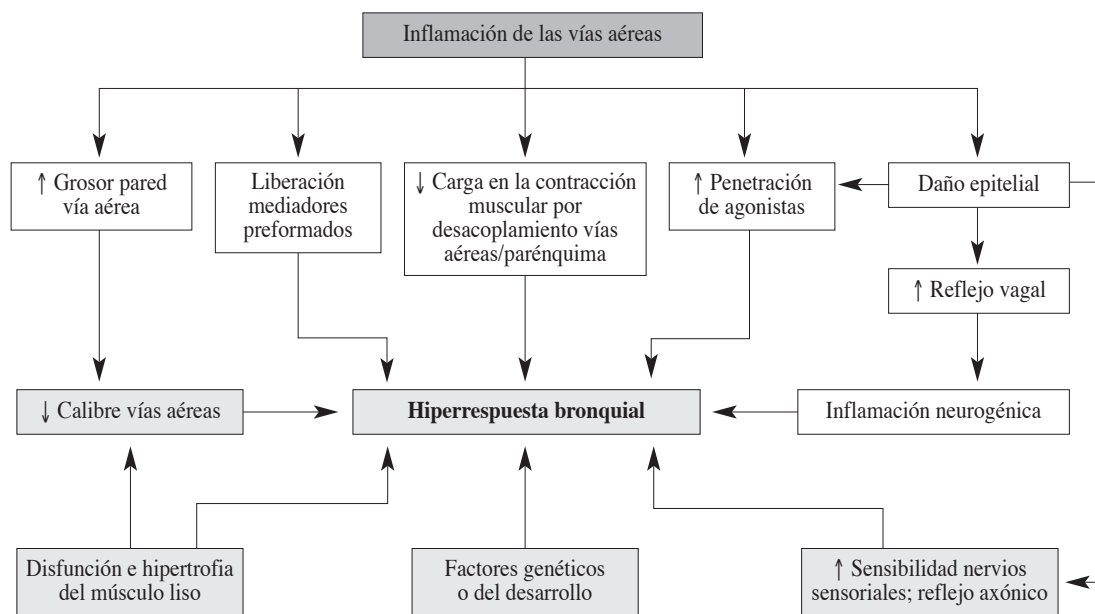 Inflamación de las vías aéreas
↑ Grosor pared
vía aérea
Liberación
mediadores
preformados
↓ Carga en la contracción
muscular por
desacoplamiento vías
aéreas/parénquima
↑ Penetración
de agonistas
Daño epitelial
↑ Reflejo vagal
↓ Calibre vías aéreas
Hiperrespuesta bronquial
Inflamación neurogénica
Disfunción e hipertrofia
del músculo liso
Factores genéticos
o del desarrollo
↑ Sensibilidad nervios
sensoriales; reflejo axónico